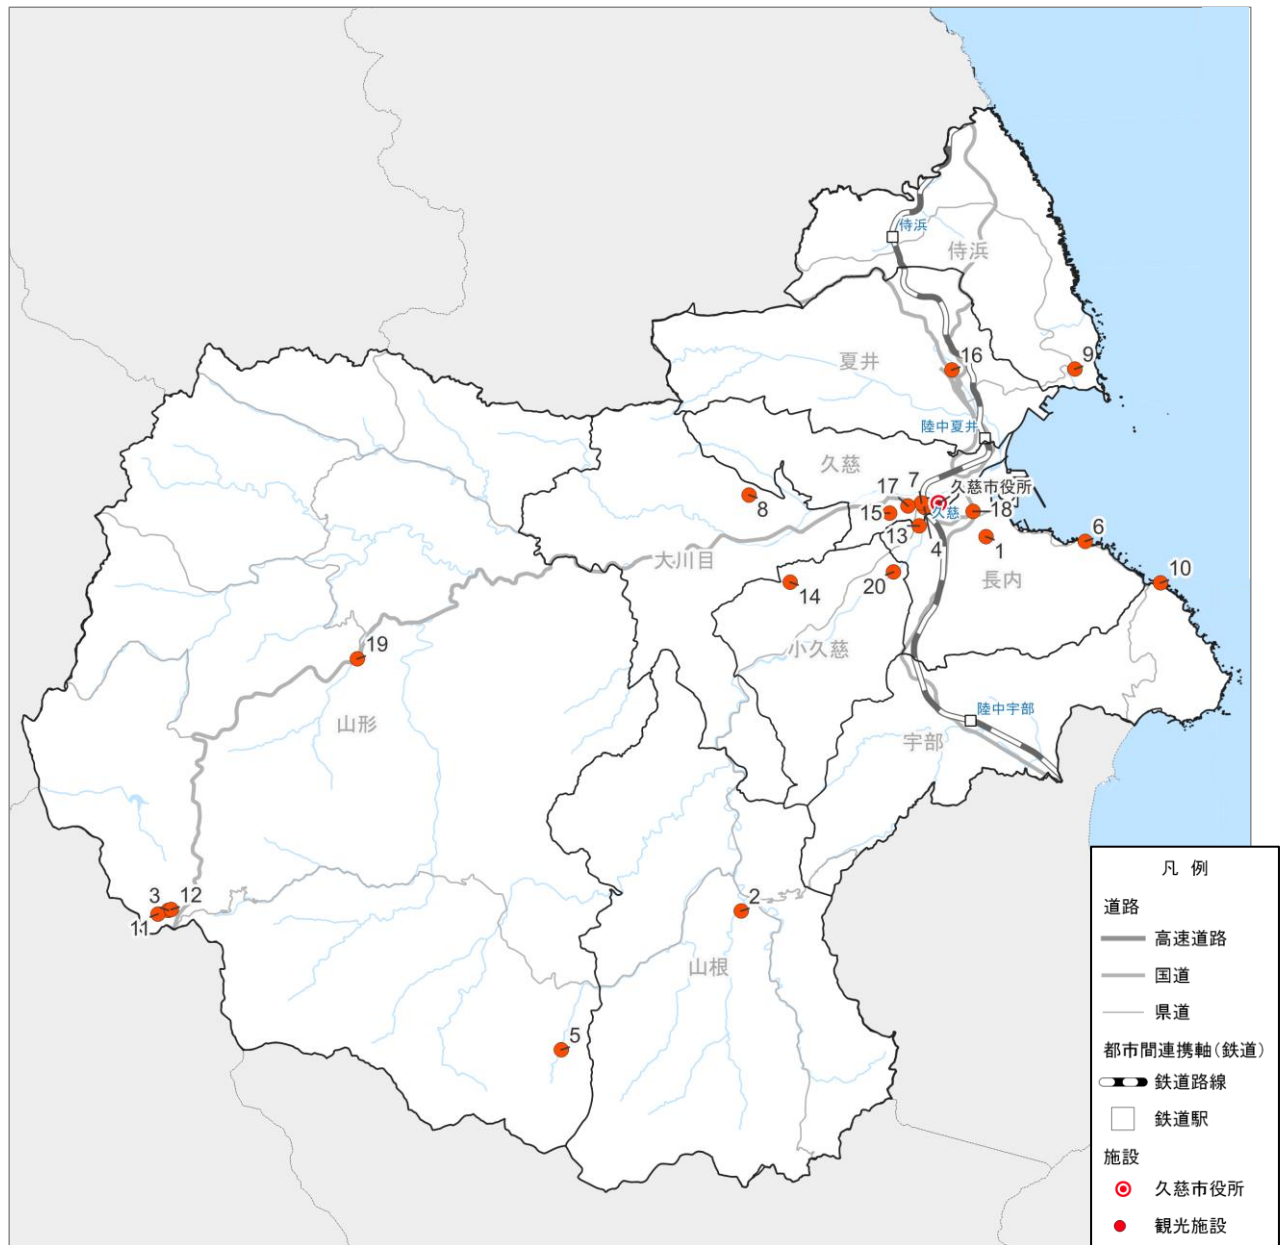 侍浜
侍浜
夏井
16
9
陸中夏井
久慈
7
17
久慈市役所
8
15
久慈
18
13
4
1
6
大川目
長内
10
14
20
小久慈
19
山形
陸中宇部
宇部
3
12
11
2
山根
5
凡 例
道路
高速道路
国道
県道
都市間連携軸(鉄道)
鉄道路線
鉄道駅
施設
久慈市役所
観光施設